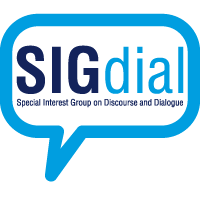 SIGdial
Special Interest Group on Discourse and Dialogue